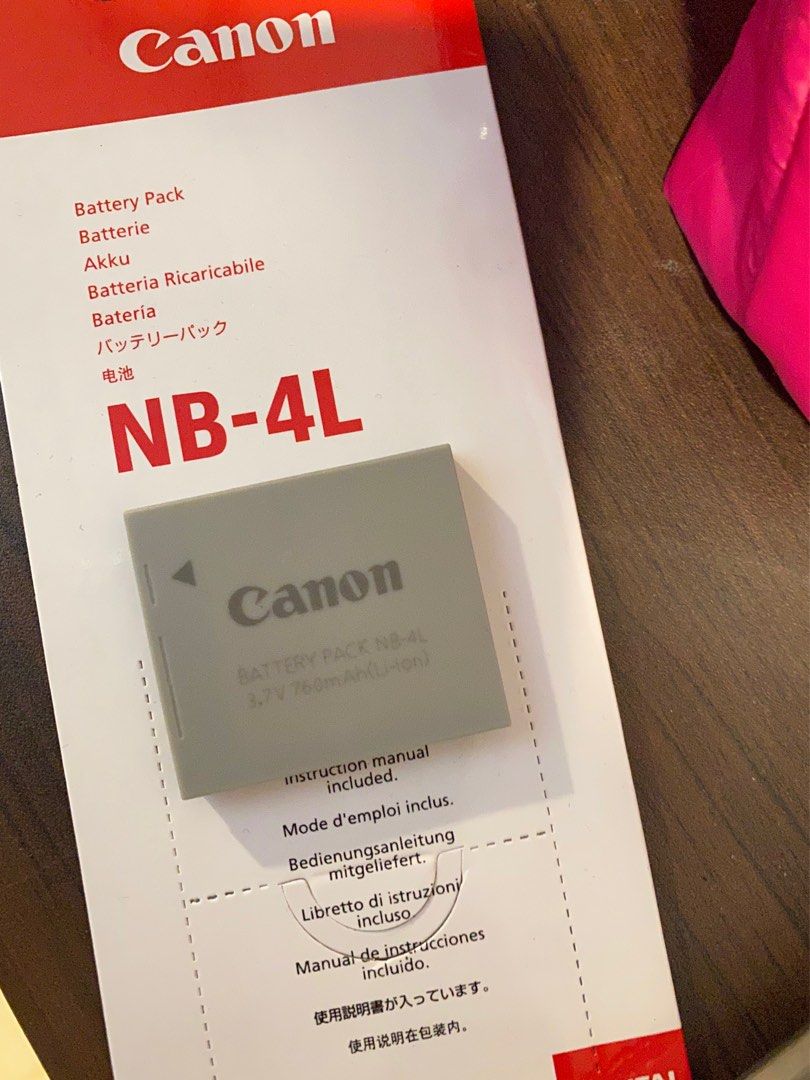 Canon
Battery Pack
Batterie
Akku
Batteria Ricaricabile
Batería
バッテリーパック
电池
NB-4L
Canon
BATTERY PACK NB-4L
3.7V 760mAh(Li-ion)
Instruction manual
included.
Mode d'emploi inclus.
Bedienungsanleitung
mitgeliefert.
Libretto di istruzioni
incluso
Manual de instrucciones
incluido.
使用説明書が入っています。
使用说明在包装内。